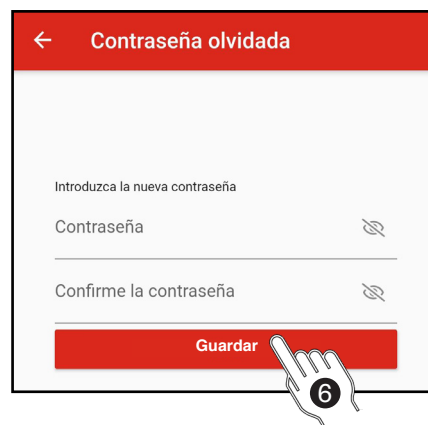 Contraseña olvidada
Introduzca la nueva contraseña
Contraseña
Confirme la contraseña
Guardar
6